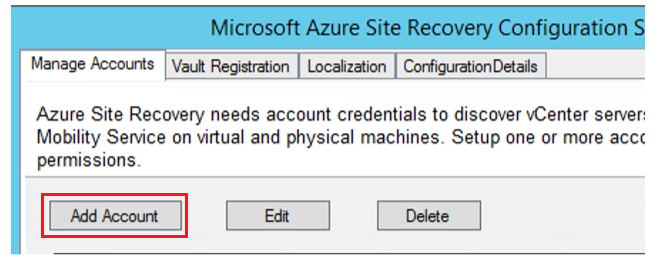 Microsoft Azure Site Recovery Configuration S
Manage Accounts Vault Registration Localization ConfigurationDetails
Azure Site Recovery needs account credentials to discover vCenter servers
Mobility Service on virtual and physical machines. Setup one or more acco
permissions.
Add Account Edit Delete